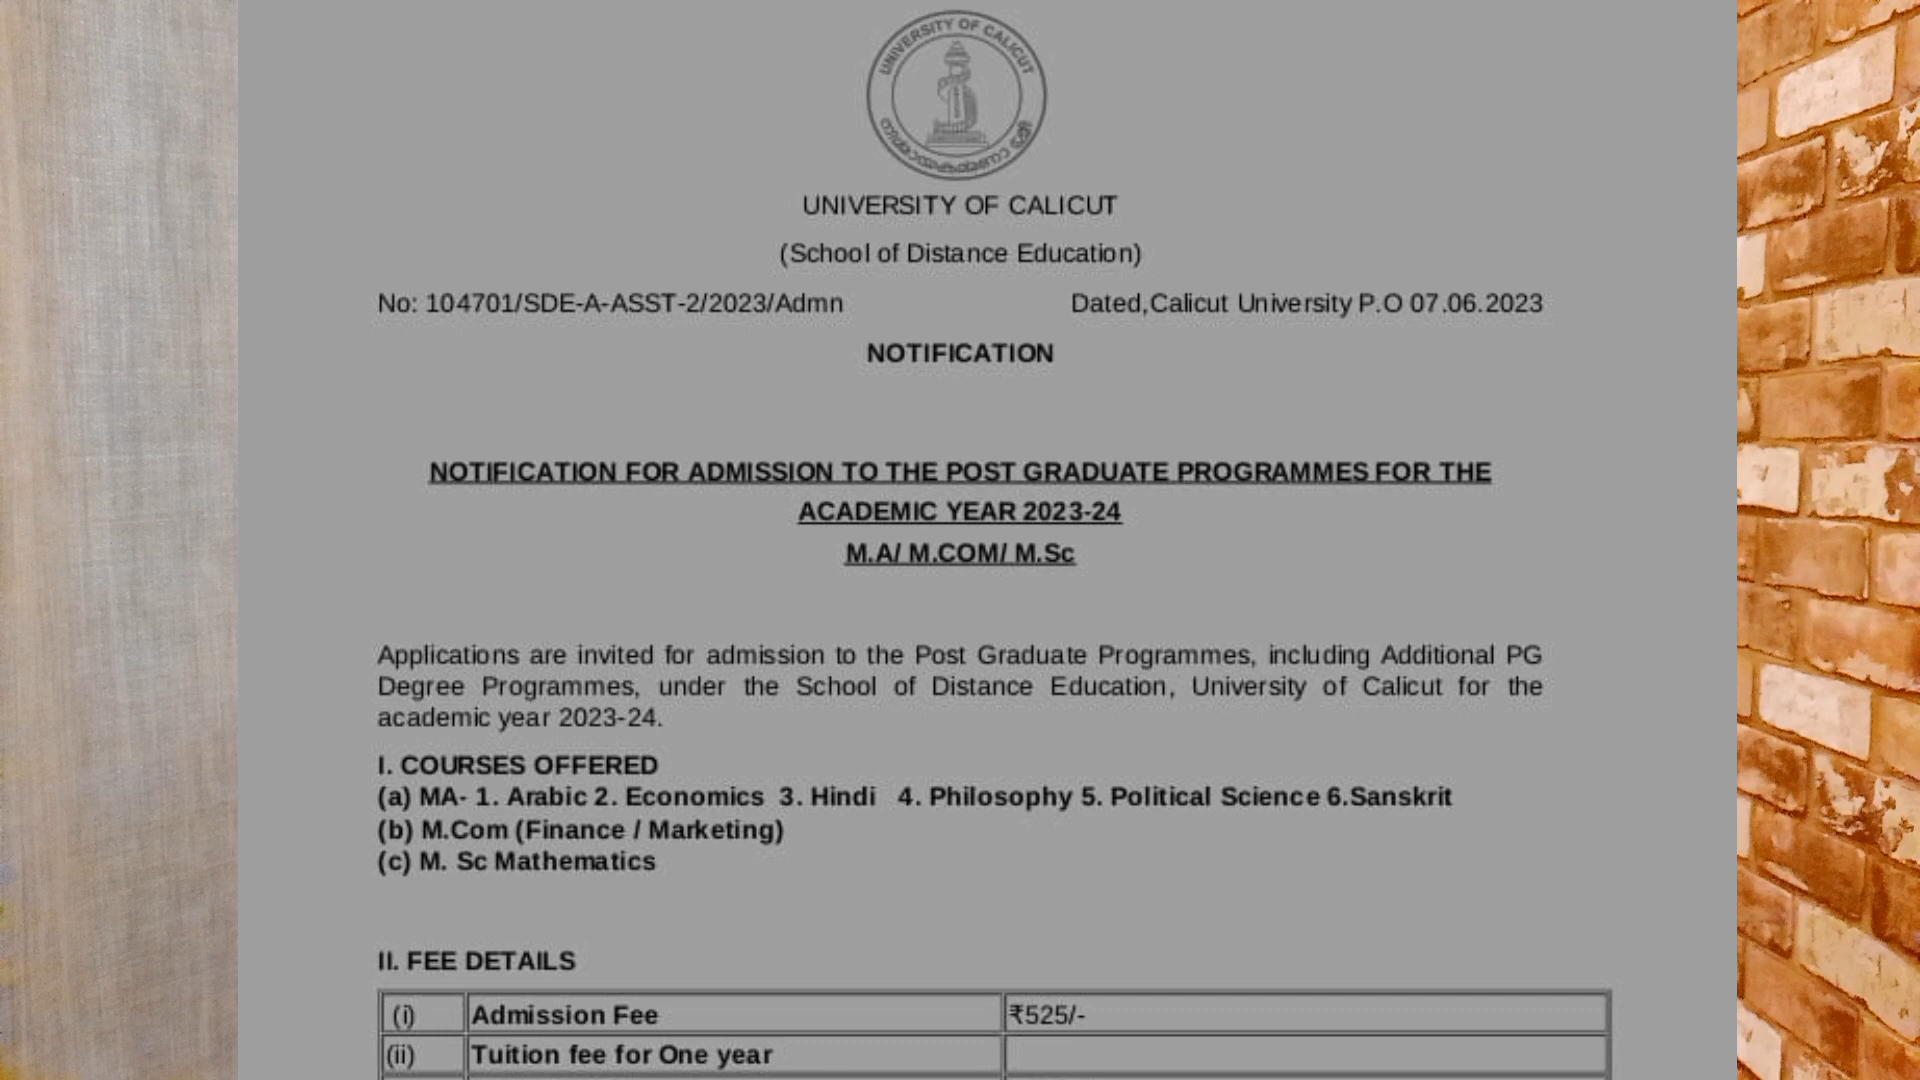 UNIVERSITY OF CALICUT
UNIVERSITY OF CALICUT
(School of Distance Education)
No: 104701/SDE-A-ASST-2/2023/Admn Dated,Calicut University P.O 07.06.2023
NOTIFICATION
NOTIFICATION FOR ADMISSION TO THE POST GRADUATE PROGRAMMES FOR THE
ACADEMIC YEAR 2023-24
M.A/ M.COM/ M.Sc
Applications are invited for admission to the Post Graduate Programmes, including Additional PG
Degree Programmes, under the School of Distance Education, University of Calicut for the
academic year 2023-24.
I. COURSES OFFERED
(a) MA- 1. Arabic 2. Economics 3. Hindi 4. Philosophy 5. Political Science 6.Sanskrit
(b) M.Com (Finance / Marketing)
(c) M. Sc Mathematics
II. FEE DETAILS
(i) Admission Fee ₹525/-
(ii) Tuition fee for One year